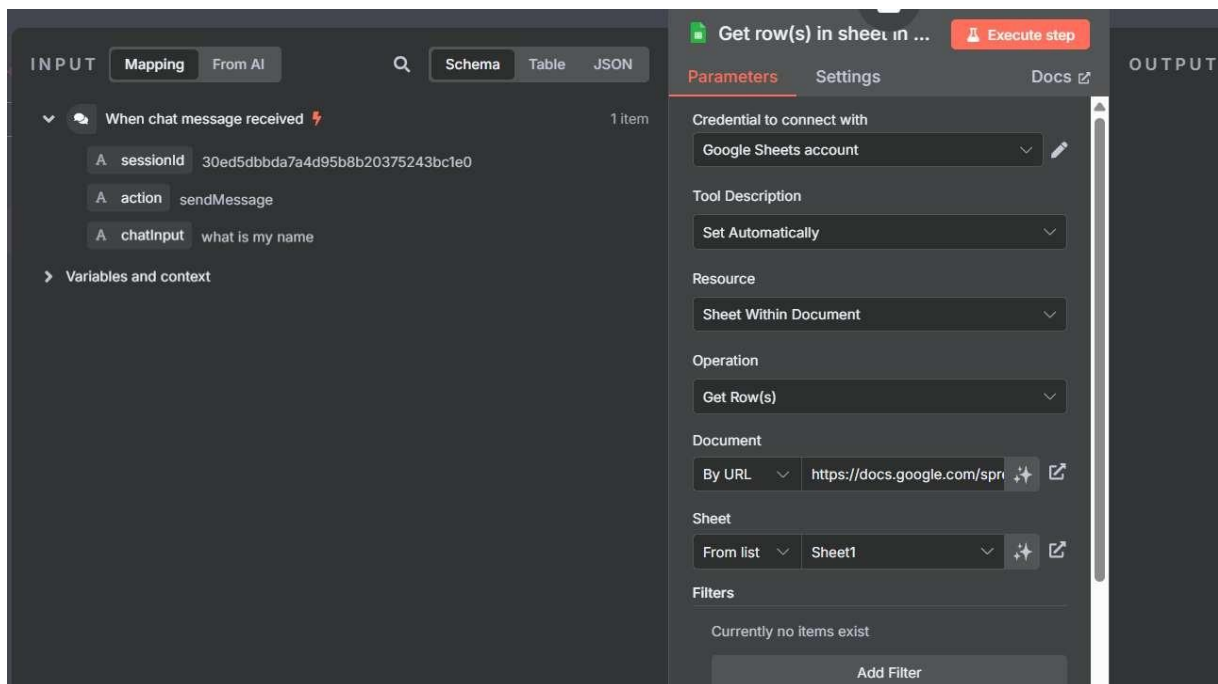 Get row(s) in sheet in ...
Execute step
INPUT
Mapping
From AI
Schema
Table
JSON
Parameters
Settings
Docs
OUTPUT
When chat message received
1 item
A sessionId 30ed5dbbda7a4d95b8b20375243bc1e0
A action sendMessage
A chatInput what is my name
Variables and context
Credential to connect with
Google Sheets account
Tool Description
Set Automatically
Resource
Sheet Within Document
Operation
Get Row(s)
Document
By URL
https://docs.google.com/spr
Sheet
From list
Sheet1
Filters
Currently no items exist
Add Filter